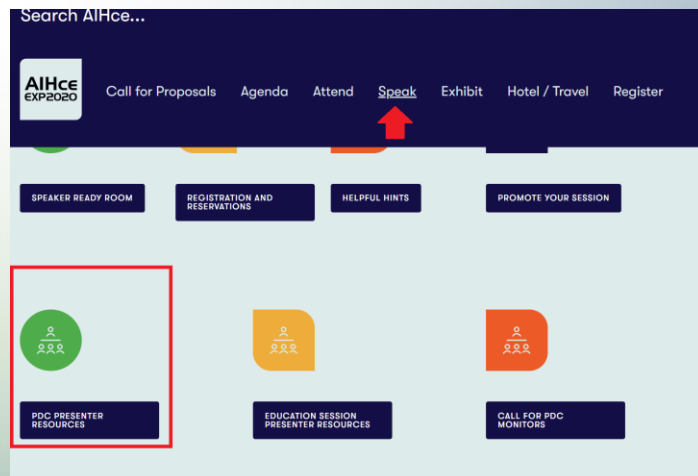 Search AIHce...
AIHce
EXP2020
Call for Proposals Agenda Attend Speak Exhibit Hotel / Travel Register
SPEAKER READY ROOM
REGISTRATION AND
RESERVATIONS
HELPFUL HINTS
PROMOTE YOUR SESSION
PDC PRESENTER
RESOURCES
EDUCATION SESSION
PRESENTER RESOURCES
CALL FOR PDC
MONITORS